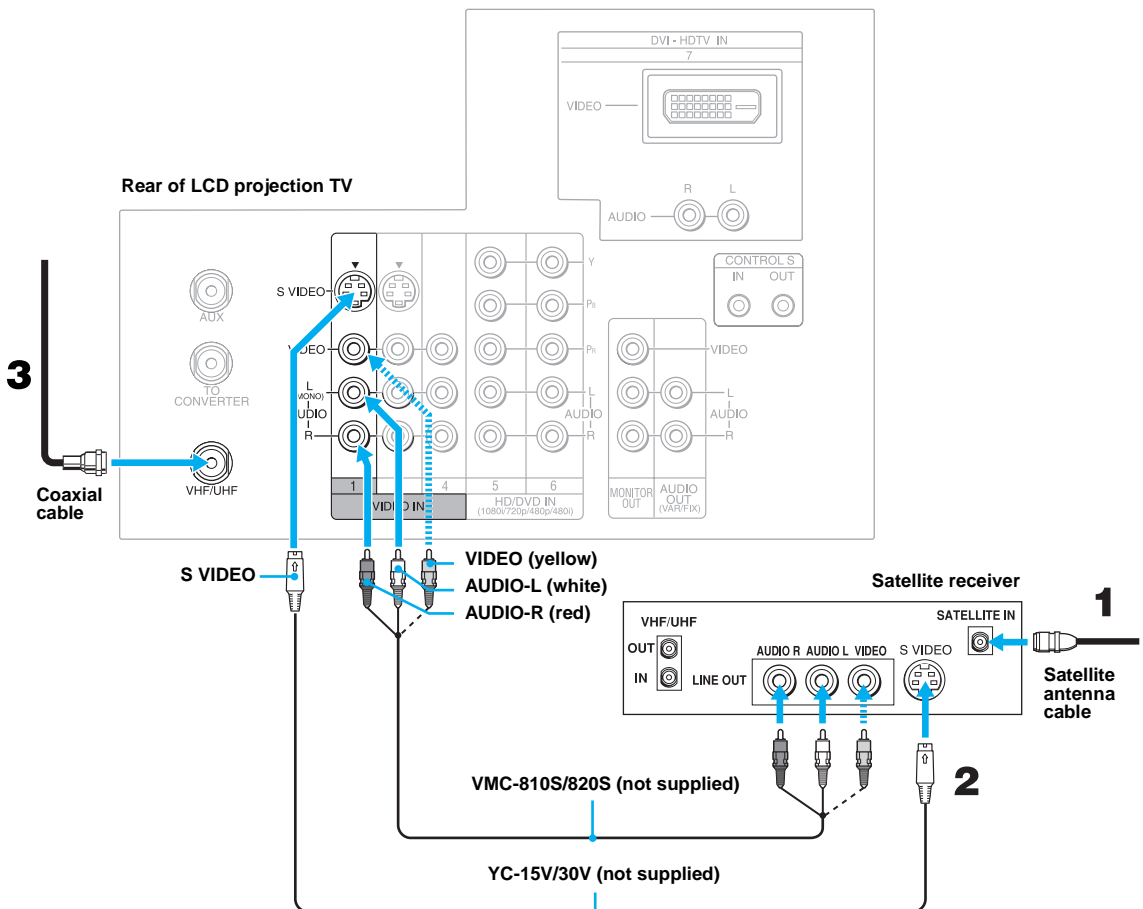 DVI - HDTV IN
7
VIDEO
R L
AUDIO
Rear of LCD projection TV
CONTROL S
IN OUT
S VIDEO
Y
AUX
PB
VIDEO
PR
VIDEO
3
TO
CONVERTER
L
(MONO)
AUDIO
R
L
AUDIO
R
L
AUDIO
R
VHF/UHF
Coaxial
cable
1 4 5 6
VIDEO IN
HD/DVD IN
(1080i/720p/480p/480i)
MONITOR
OUT
AUDIO
OUT
(VAR/FIX)
S VIDEO
VIDEO (yellow)
AUDIO-L (white)
AUDIO-R (red)
Satellite receiver
1
SATELLITE IN
VHF/UHF
OUT
IN
LINE OUT
AUDIO R AUDIO L VIDEO
S VIDEO
Satellite
antenna
cable
2
VMC-810S/820S (not supplied)
YC-15V/30V (not supplied)